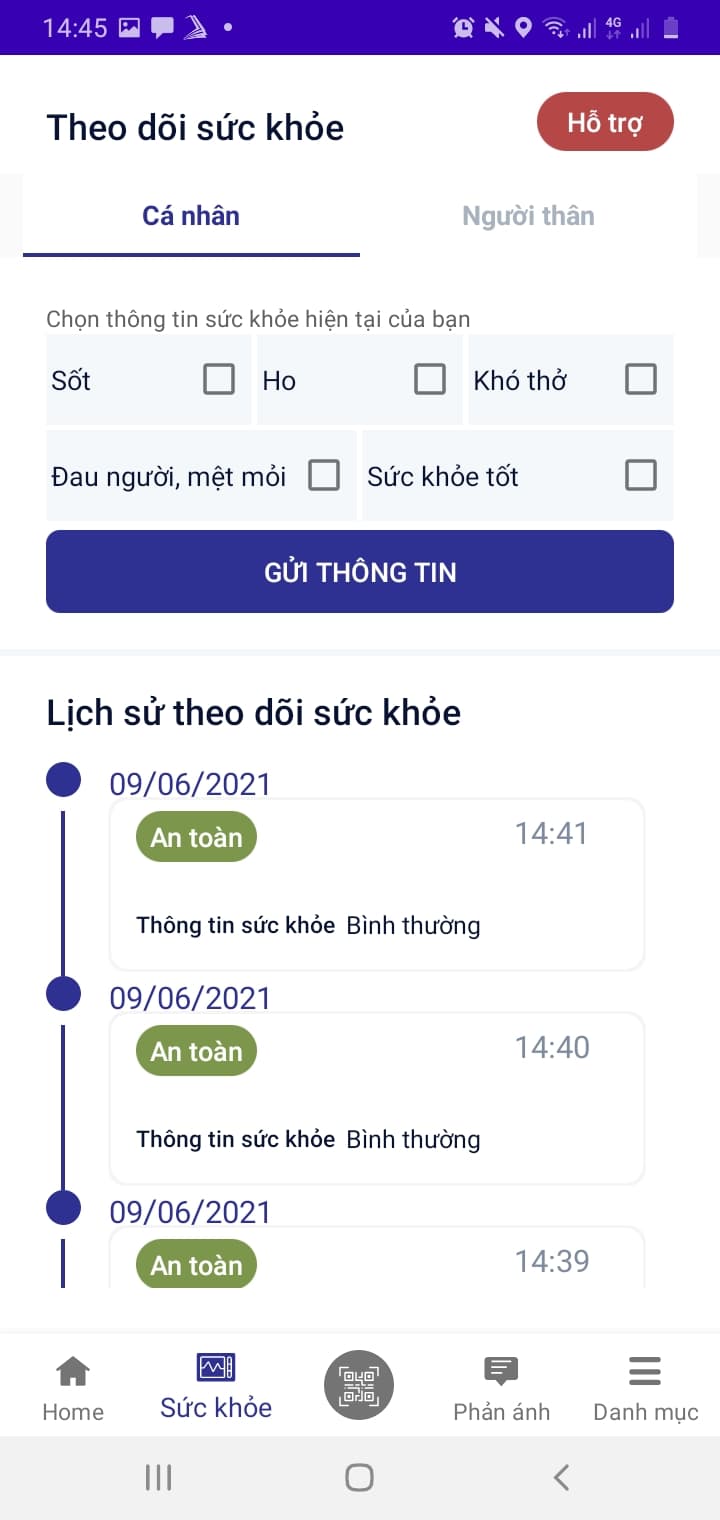 14:45
4G
Theo dõi sức khỏe
Hỗ trợ
Cá nhân
Người thân
Chọn thông tin sức khỏe hiện tại của bạn
Sốt
Ho
Khó thở
Đau người, mệt mỏi
Sức khỏe tốt
GỬI THÔNG TIN
Lịch sử theo dõi sức khỏe
09/06/2021
An toàn
14:41
Thông tin sức khỏe Bình thường
09/06/2021
An toàn
14:40
Thông tin sức khỏe Bình thường
09/06/2021
An toàn
14:39
Home
Sức khỏe
Phản ánh
Danh mục